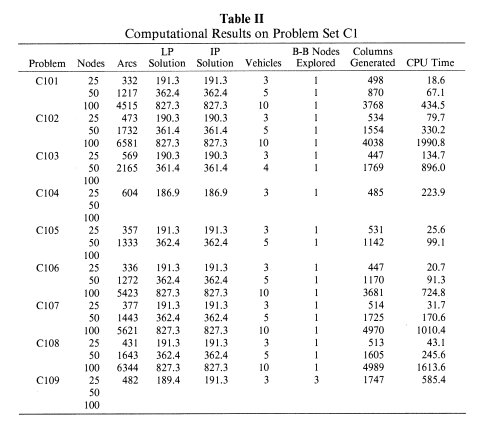 Table II
Computational Results on Problem Set C1
LP IP B-B Nodes Columns
Problem Nodes Arcs Solution Solution Vehicles Explored Generated CPU Time
C101 25 332 191.3 191.3 3 1 498 18.6
50 1217 362.4 362.4 5 1 870 67.1
100 4515 827.3 827.3 10 1 3768 434.5
C102 25 473 190.3 190.3 3 1 534 79.7
50 1732 361.4 361.4 5 1 1554 330.2
100 6581 827.3 827.3 10 1 4038 1990.8
C103 25 569 190.3 190.3 3 1 447 134.7
50 2165 361.4 361.4 4 1 1769 896.0
100
C104 25 604 186.9 186.9 3 1 485 223.9
50
100
C105 25 357 191.3 191.3 3 1 531 25.6
50 1333 362.4 362.4 5 1 1142 99.1
100
C106 25 336 191.3 191.3 3 1 447 20.7
50 1272 362.4 362.4 5 1 1170 91.3
100 5423 827.3 827.3 10 1 3681 724.8
C107 25 377 191.3 191.3 3 1 514 31.7
50 1443 362.4 362.4 5 1 1725 170.6
100 5621 827.3 827.3 10 1 4970 1010.4
C108 25 431 191.3 191.3 3 1 513 43.1
50 1643 362.4 362.4 5 1 1605 245.6
100 6344 827.3 827.3 10 1 4989 1613.6
C109 25 482 189.4 191.3 3 3 1747 585.4
50
100